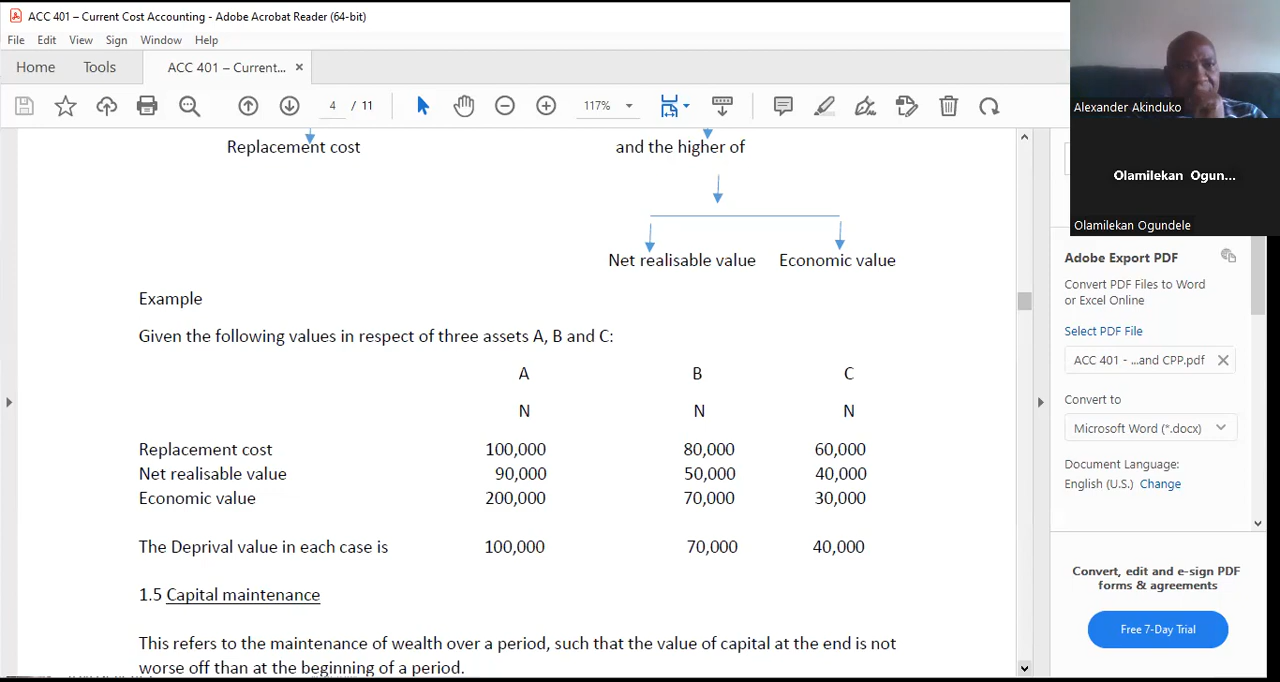 ACC 401 – Current Cost Accounting - Adobe Acrobat Reader (64-bit)
File Edit View Sign Window Help
Home Tools ACC 401 – Current... ×
4 / 11 117%
Replacement cost and the higher of
Net realisable value Economic value
Example
Given the following values in respect of three assets A, B and C:
A B C
N N N
Replacement cost 100,000 80,000 60,000
Net realisable value 90,000 50,000 40,000
Economic value 200,000 70,000 30,000
The Deprival value in each case is 100,000 70,000 40,000
1.5 Capital maintenance
This refers to the maintenance of wealth over a period, such that the value of capital at the end is not
worse off than at the beginning of a period.
Alexander Akinduko
Olamilekan Ogun...
Olamilekan Ogundele
Adobe Export PDF
Convert PDF Files to Word
or Excel Online
Select PDF File
ACC 401 - ...and CPP.pdf
Convert to
Microsoft Word (*.docx)
Document Language:
English (U.S.) Change
Convert, edit and e-sign PDF
forms & agreements
Free 7-Day Trial